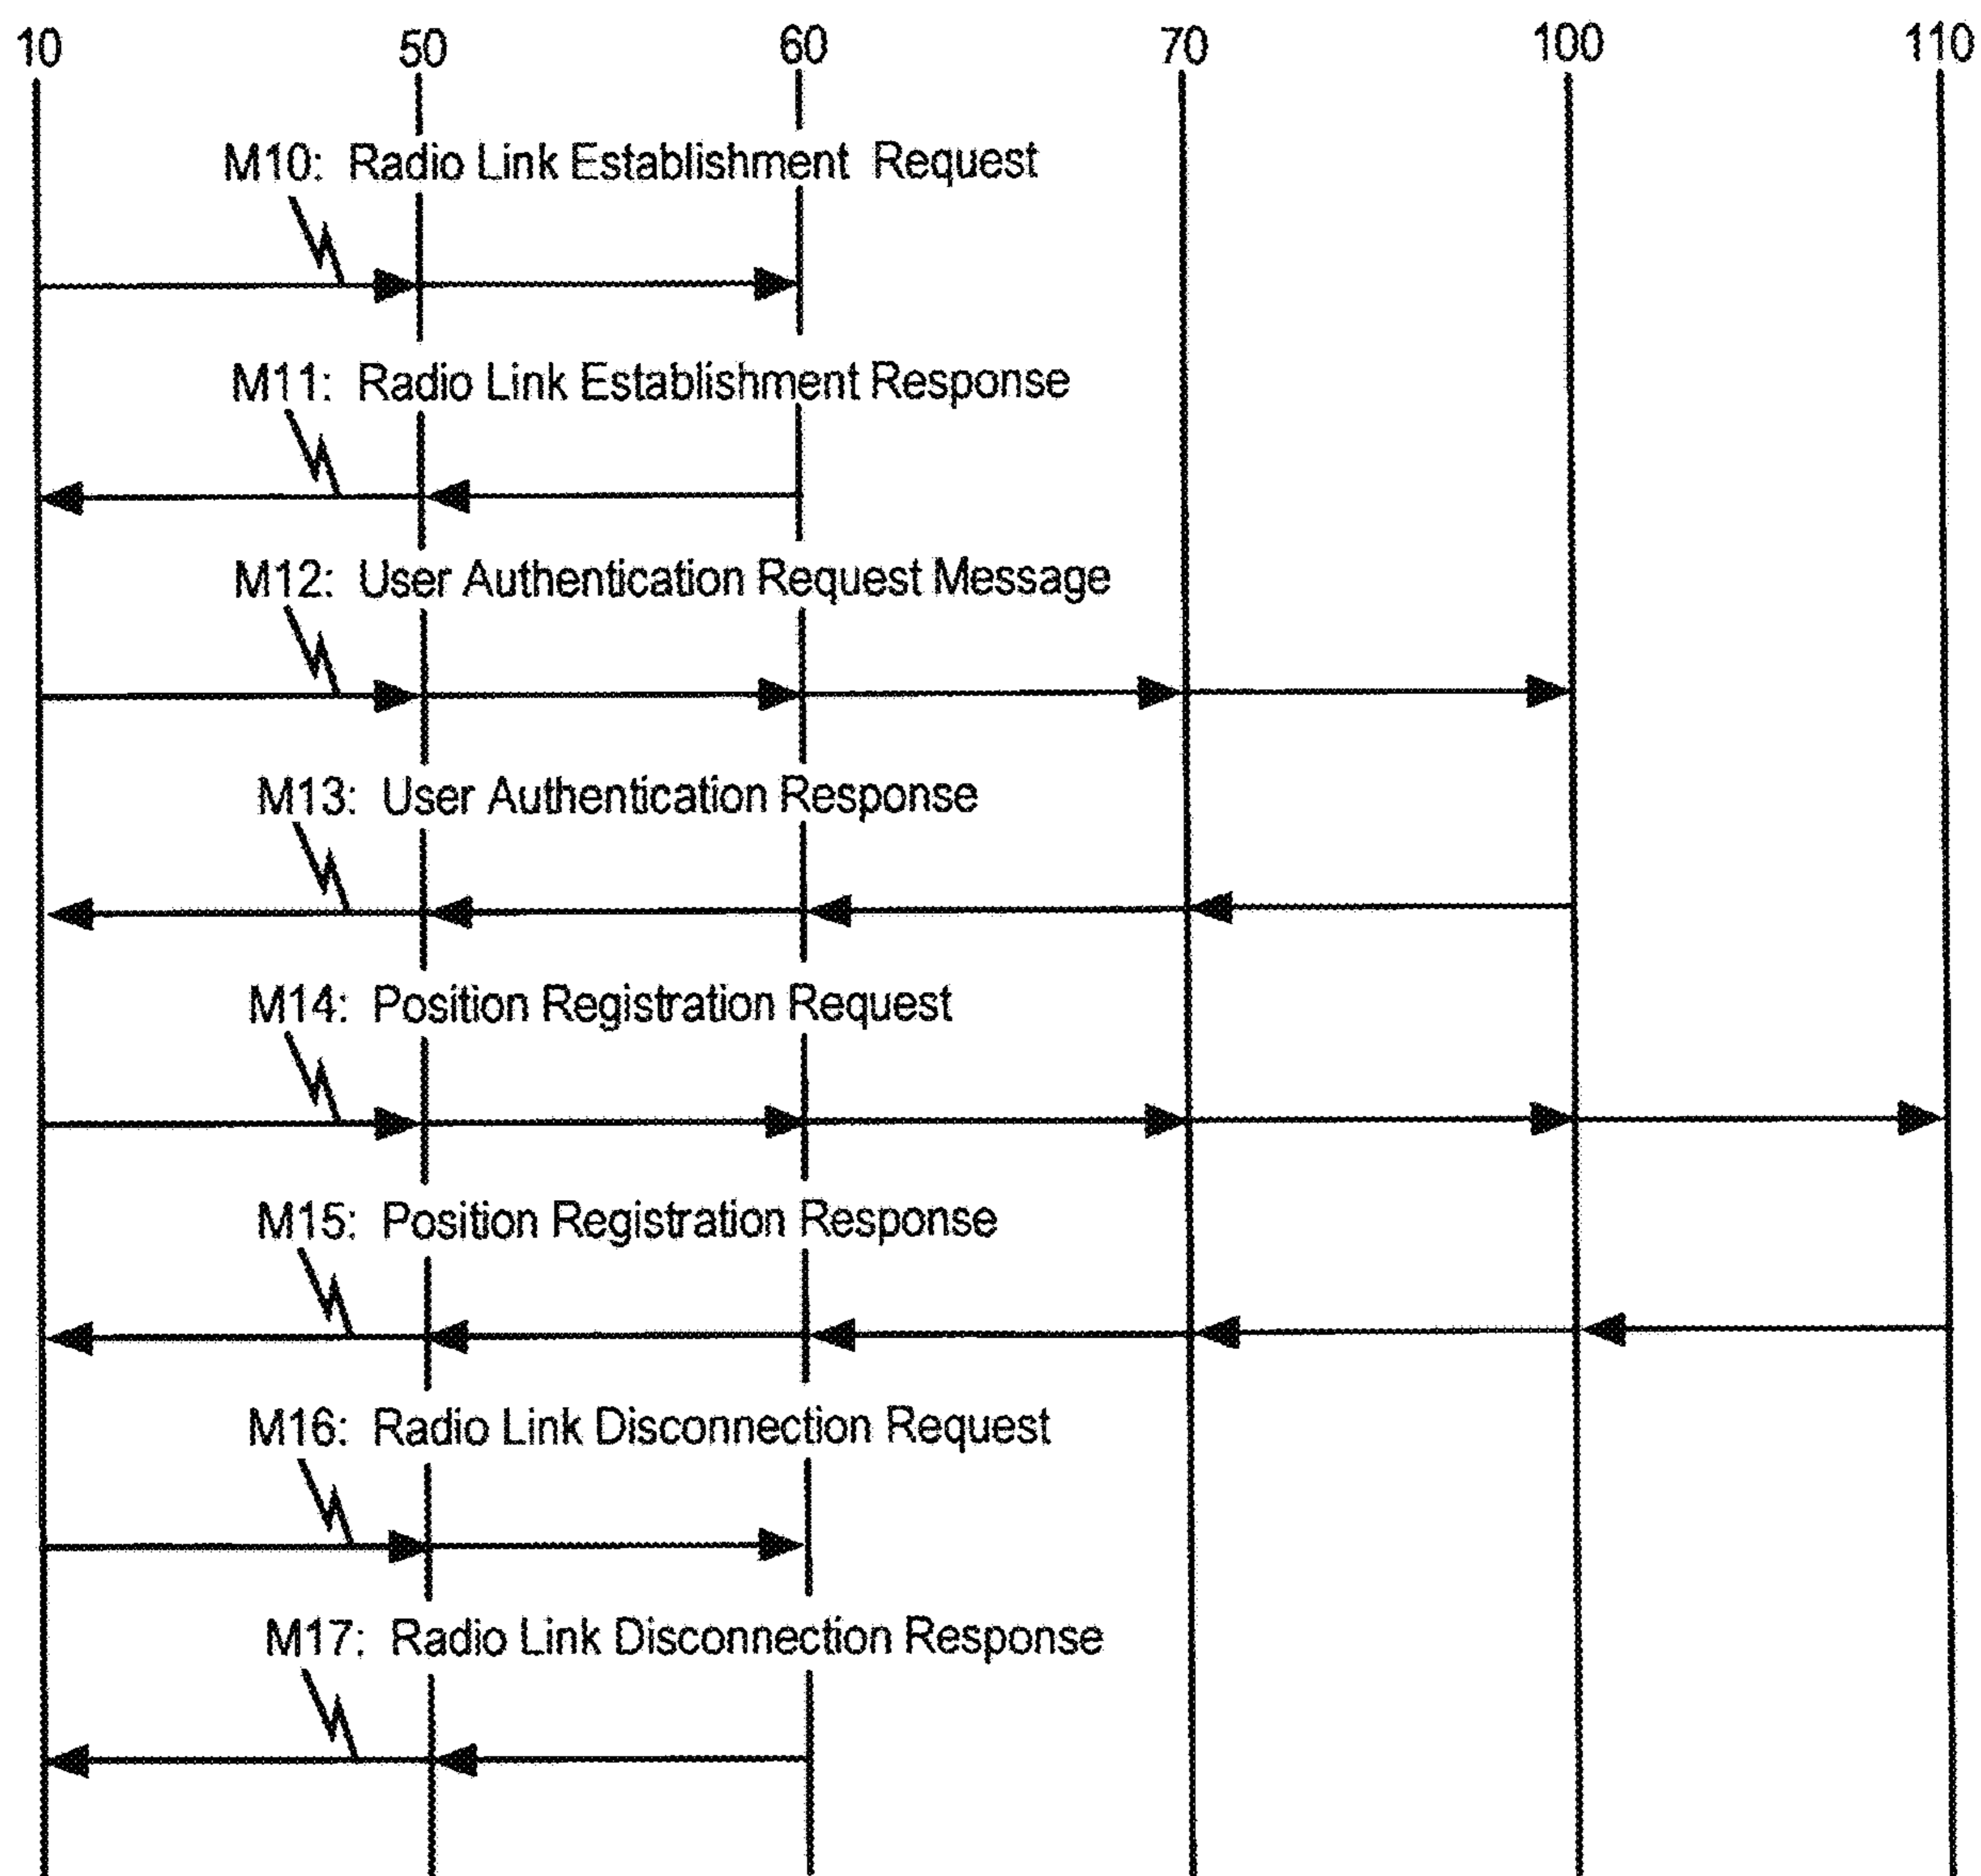 10 50 60 70 100 110
M10: Radio Link Establishment Request
M11: Radio Link Establishment Response
M12: User Authentication Request Message
M13: User Authentication Response
M14: Position Registration Request
M15: Position Registration Response
M16: Radio Link Disconnection Request
M17: Radio Link Disconnection Response